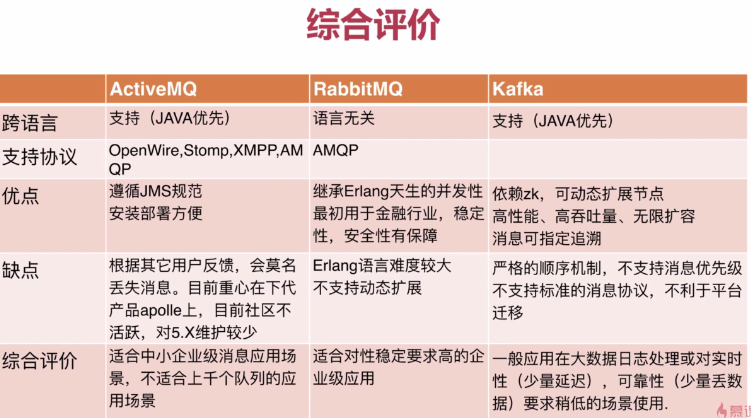 综合评价
ActiveMQ RabbitMQ Kafka
跨语言 支持（JAVA优先） 语言无关 支持（JAVA优先）
支持协议 OpenWire,Stomp,XMPP,AM
QP
AMQP
优点
遵循JMS规范
安装部署方便
继承Erlang天生的并发性
最初用于金融行业，稳定
性，安全性有保障
依赖zk，可动态扩展节点
高性能、高吞吐量、无限扩容
消息可指定追溯
缺点
根据其它用户反馈，会莫名
丢失消息。目前重心在下代
产品apolle上，目前社区不
活跃，对5.X维护较少
Erlang语言难度较大
不支持动态扩展
严格的顺序机制，不支持消息优先级
不支持标准的消息协议，不利于平台
迁移
综合评价
适合中小企业级消息应用场
景，不适合上千个队列的应
用场景
适合对性稳定要求高的企
业级应用
一般应用在大数据日志处理或对实时
性（少量延迟），可靠性（少量丢数
据）要求稍低的场景使用.